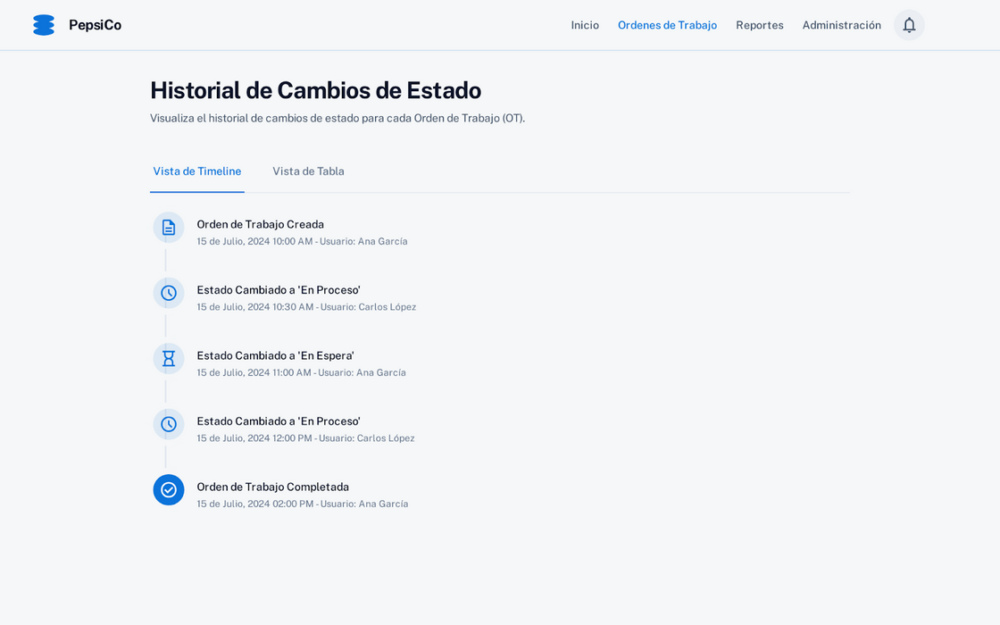 PepsiCo
Inicio
Ordenes de Trabajo
Reportes
Administración
Historial de Cambios de Estado
Visualiza el historial de cambios de estado para cada Orden de Trabajo (OT).
Vista de Timeline
Vista de Tabla
Orden de Trabajo Creada
15 de Julio, 2024 10:00 AM - Usuario: Ana García
Estado Cambiado a 'En Proceso'
15 de Julio, 2024 10:30 AM - Usuario: Carlos López
Estado Cambiado a 'En Espera'
15 de Julio, 2024 11:00 AM - Usuario: Ana García
Estado Cambiado a 'En Proceso'
15 de Julio, 2024 12:00 PM - Usuario: Carlos López
Orden de Trabajo Completada
15 de Julio, 2024 02:00 PM - Usuario: Ana García